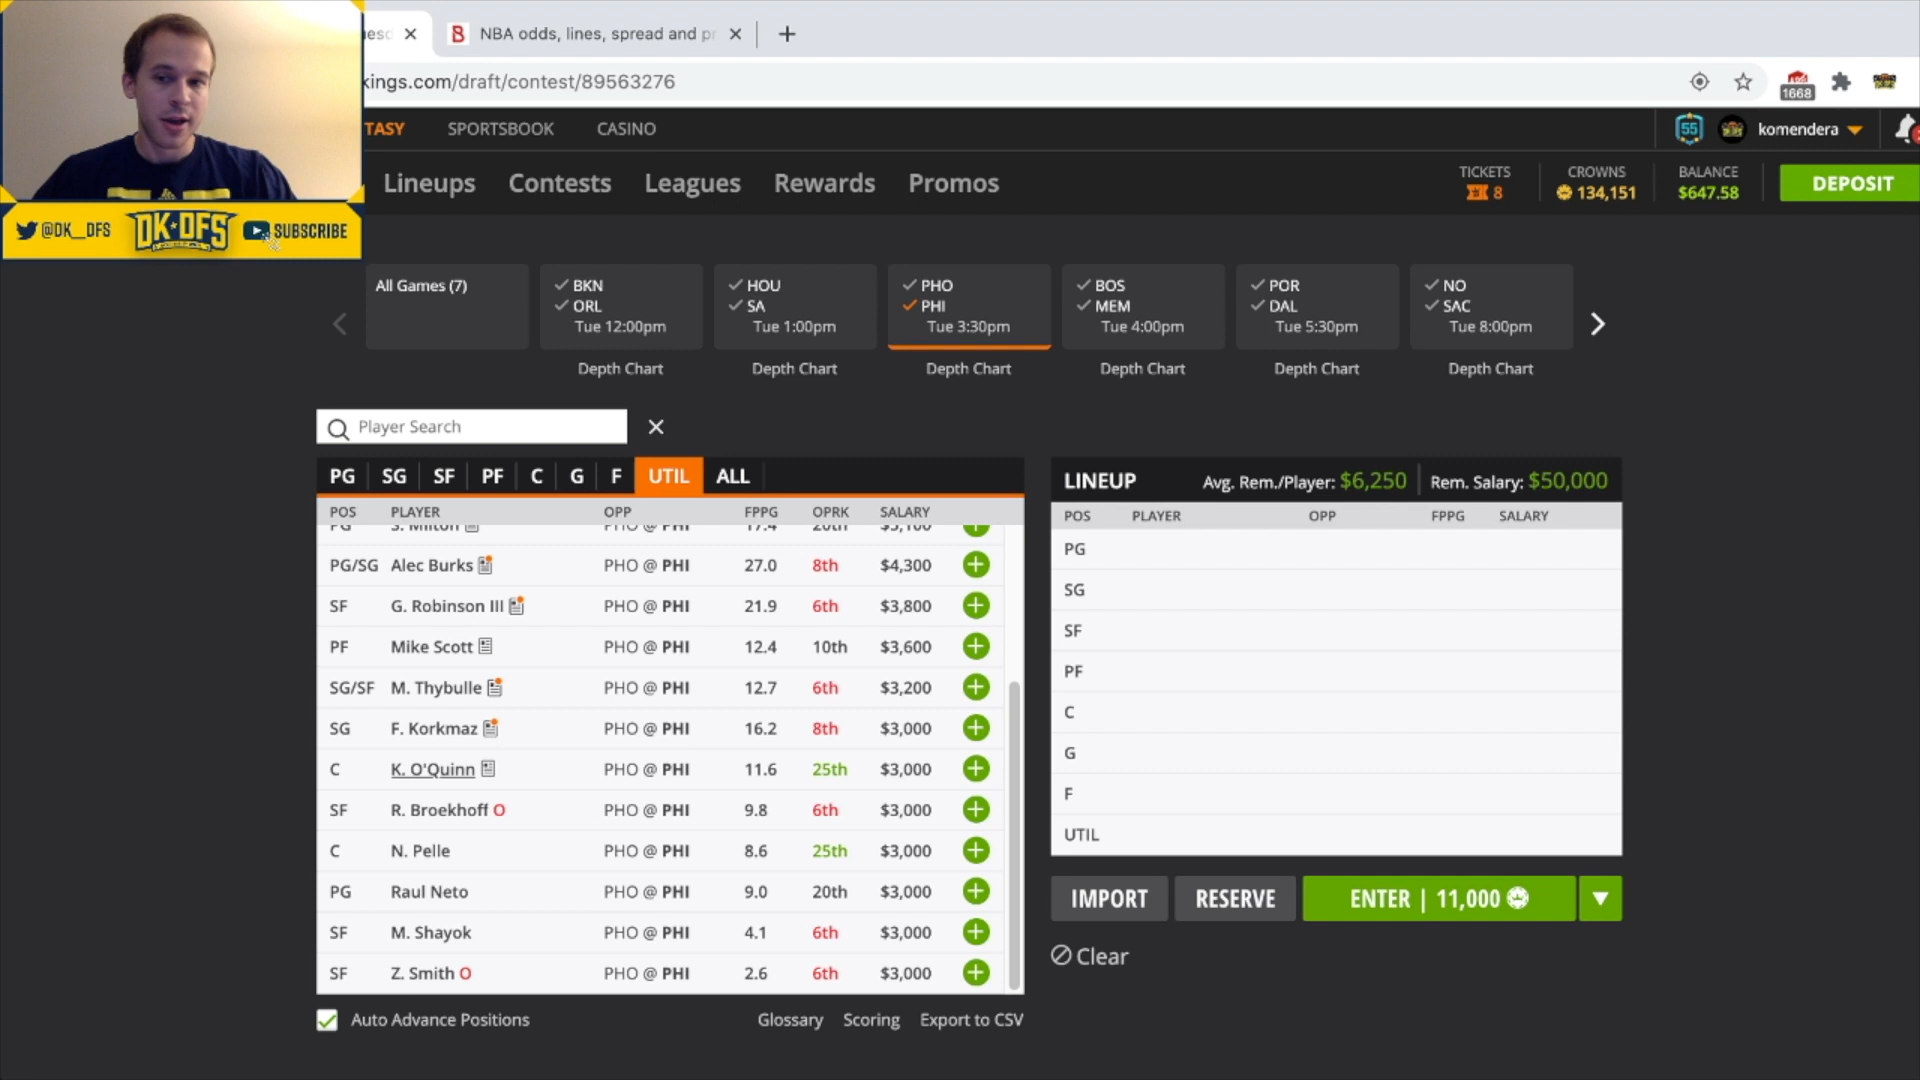 NBA odds, lines, spread and pr
kings.com/draft/contest/89563276
1668
TASY SPORTSBOOK CASINO
55 komendera
Lineups Contests Leagues Rewards Promos
TICKETS CROWNS BALANCE
8 134,151 $647.58 DEPOSIT
@DK__DFS DK★DFS SUBSCRIBE
All Games (7)
BKN
ORL
Tue 12:00pm
Depth Chart
HOU
SA
Tue 1:00pm
Depth Chart
PHO
PHI
Tue 3:30pm
Depth Chart
BOS
MEM
Tue 4:00pm
Depth Chart
POR
DAL
Tue 5:30pm
Depth Chart
NO
SAC
Tue 8:00pm
Depth Chart
Player Search
PG SG SF PF C G F UTIL ALL
POS PLAYER OPP FPPG OPRK SALARY
PG S. Milton PHO @ PHI 17.4 20th
PG/SG Alec Burks PHO @ PHI 27.0 8th $4,300
SF G. Robinson III PHO @ PHI 21.9 6th $3,800
PF Mike Scott PHO @ PHI 12.4 10th $3,600
SG/SF M. Thybulle PHO @ PHI 12.7 6th $3,200
SG F. Korkmaz PHO @ PHI 16.2 8th $3,000
C K. O'Quinn PHO @ PHI 11.6 25th $3,000
SF R. Broekhoff O PHO @ PHI 9.8 6th $3,000
C N. Pelle PHO @ PHI 8.6 25th $3,000
PG Raul Neto PHO @ PHI 9.0 20th $3,000
SF M. Shayok PHO @ PHI 4.1 6th $3,000
SF Z. Smith O PHO @ PHI 2.6 6th $3,000
Auto Advance Positions Glossary Scoring Export to CSV
LINEUP Avg. Rem./Player: $6,250 Rem. Salary: $50,000
POS PLAYER OPP FPPG SALARY
PG
SG
SF
PF
C
G
F
UTIL
IMPORT RESERVE ENTER | 11,000
Clear